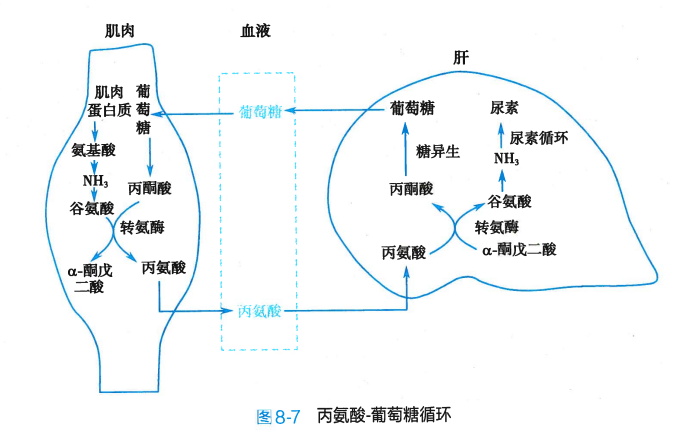 肌肉
血液
肝
肌肉
蛋白质
葡
萄
糖
氨基酸
NH₃
谷氨酸
丙酮酸
转氨酶
α-酮戊
二酸
丙氨酸
葡萄糖
丙氨酸
葡萄糖
糖异生
丙酮酸
丙氨酸
尿素
尿素循环
NH₃
谷氨酸
转氨酶
α-酮戊二酸
图8-7 丙氨酸-葡萄糖循环